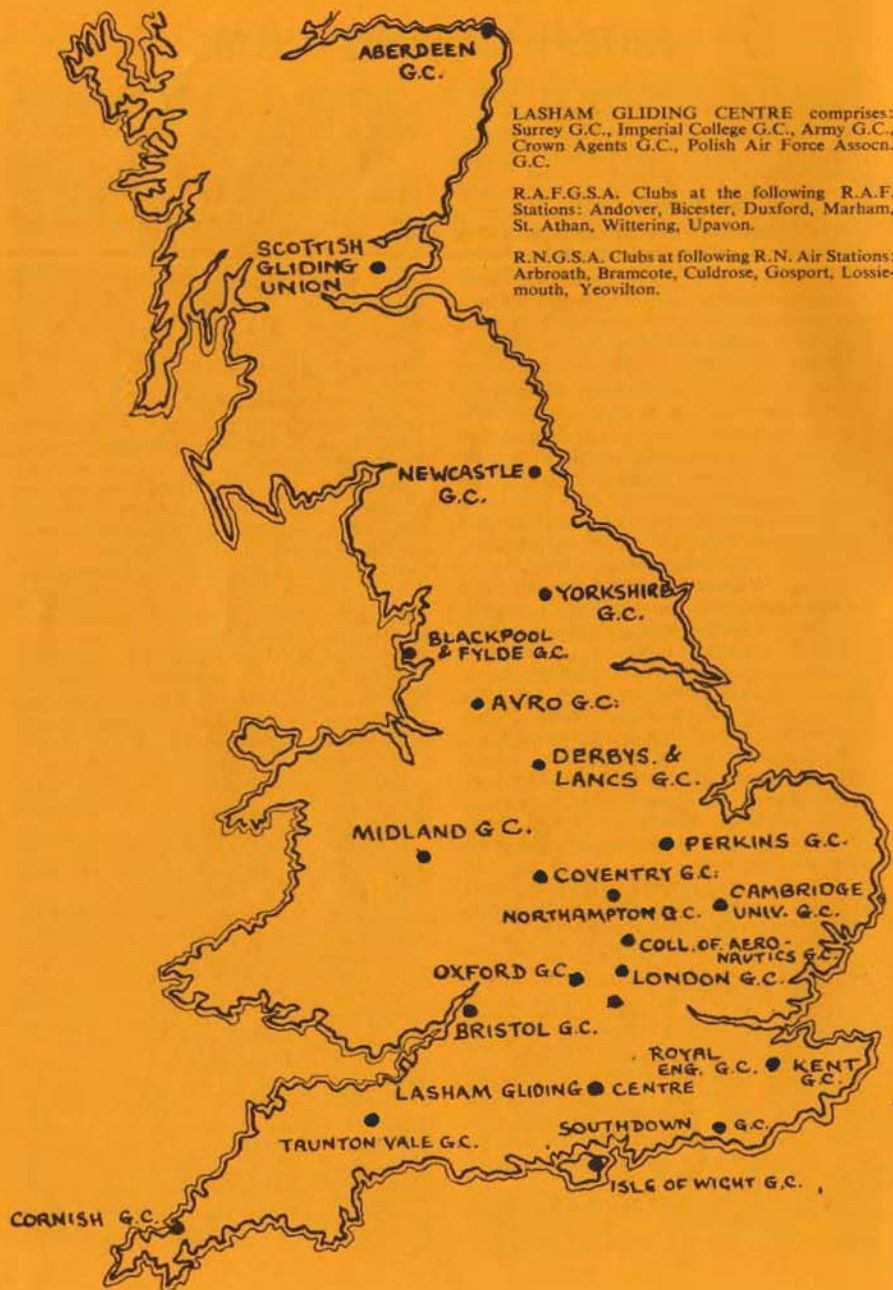 ABERDEEN
G.C.
LASHAM GLIDING CENTRE comprises:
Surrey G.C., Imperial College G.C., Army G.C.,
Crown Agents G.C., Polish Air Force Assocn.
G.C.
R.A.F.G.S.A. Clubs at the following R.A.F.
Stations: Andover, Bicester, Duxford, Marham,
St. Athan, Wittering, Upavon.
R.N.G.S.A. Clubs at following R.N. Air Stations:
Arbroath, Bramcote, Culdrose, Gosport, Lossie-
mouth, Yeovilton.
SCOTTISH
GLIDING
UNION
NEWCASTLE
G.C.
YORKSHIRE
G.C.
BLACKPOOL
& FYLDE G.C.
AVRO G.C.
DERBYS. &
LANCS G.C.
MIDLAND G C.
PERKINS G.C.
COVENTRY G.C.
NORTHAMPTON G.C.
CAMBRIDGE
UNIV. G.C.
COLL. OF AERO-
NAUTICS G.C.
OXFORD G.C.
LONDON G.C.
BRISTOL G.C.
ROYAL
ENG. G.C.
KENT
G.C.
LASHAM GLIDING CENTRE
TAUNTON VALE G.C.
SOUTHDOWN G.C.
ISLE OF WIGHT G.C.
CORNISH G.C.